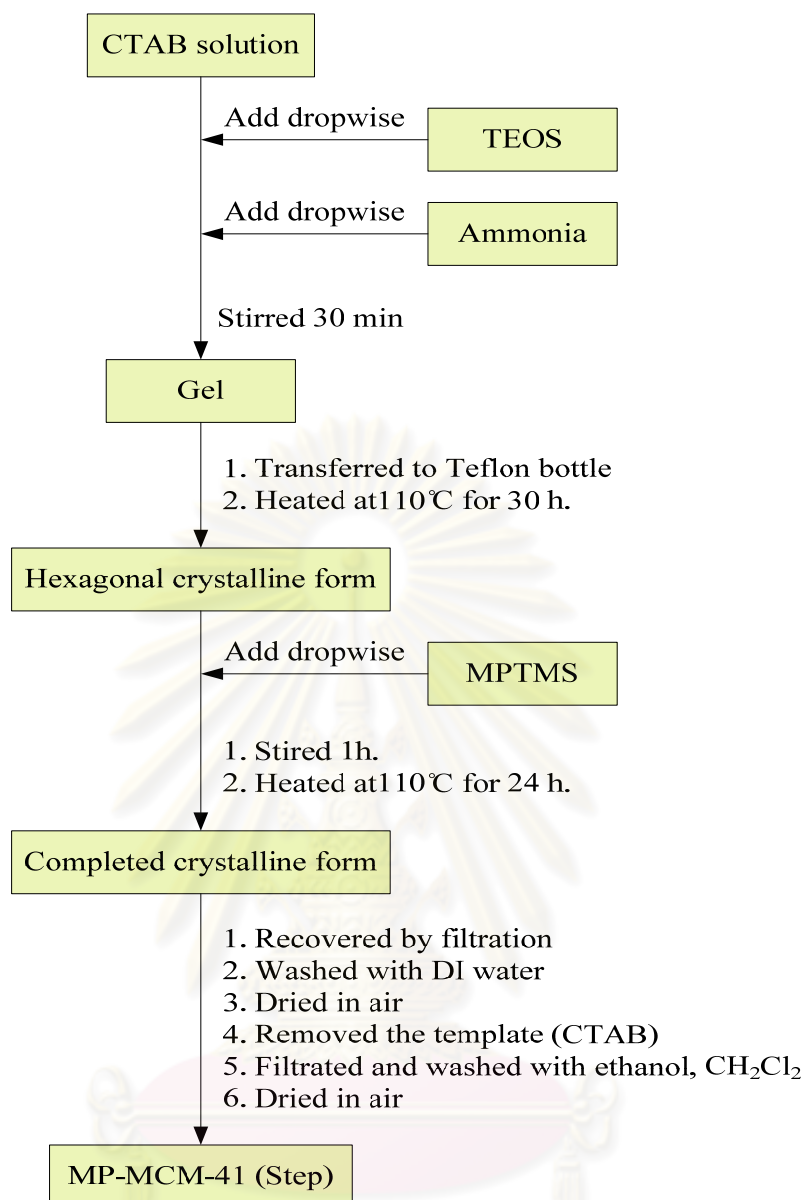 CTAB solution
Add dropwise
TEOS
Add dropwise
Ammonia
Stirred 30 min
Gel
1. Transferred to Teflon bottle
2. Heated at110°C for 30 h.
Hexagonal crystalline form
Add dropwise
MPTMS
1. Stired 1h.
2. Heated at110°C for 24 h.
Completed crystalline form
1. Recovered by filtration
2. Washed with DI water
3. Dried in air
4. Removed the template (CTAB)
5. Filtrated and washed with ethanol, CH₂Cl₂
6. Dried in air
MP-MCM-41 (Step)